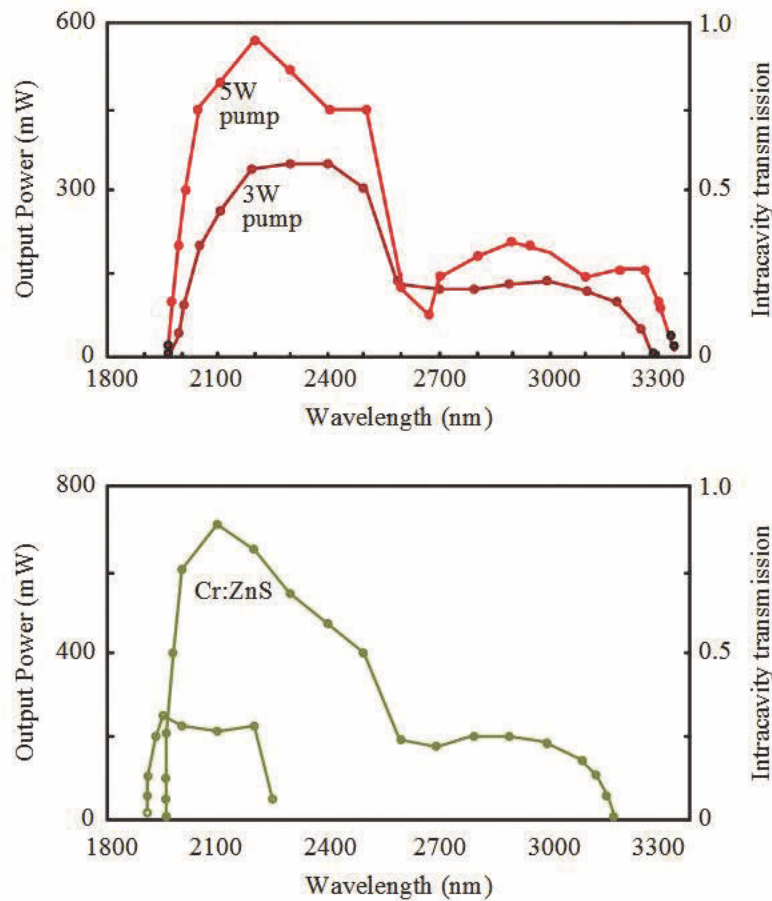 600
300
0
Output Power (mW)
5W
pump
3W
pump
1.0
0.5
0
Intracavity transmission
1800 2100 2400 2700 3000 3300
Wavelength (nm)
800
400
0
Output Power (mW)
Cr:ZnS
1.0
0.5
0
Intracavity transmission
1800 2100 2400 2700 3000 3300
Wavelength (nm)